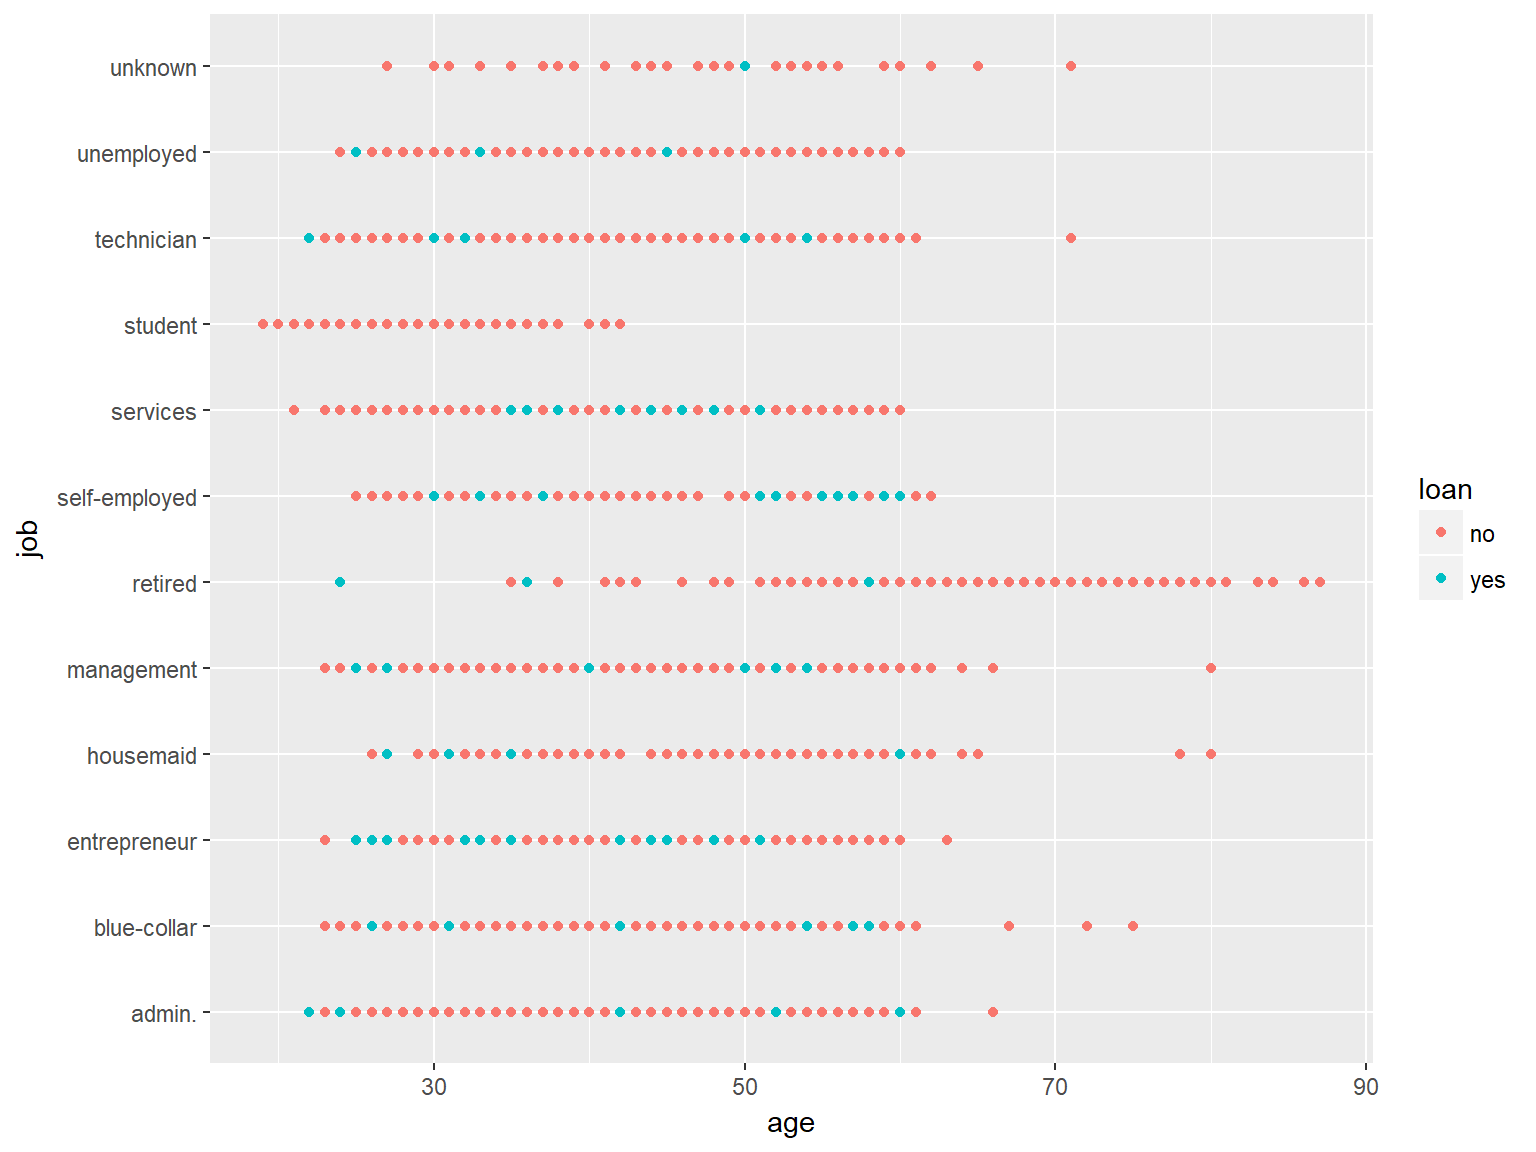 unknown
unemployed
technician
student
services
self-employed
retired
management
housemaid
entrepreneur
blue-collar
admin.
job
30 50 70 90
age
loan
no
yes